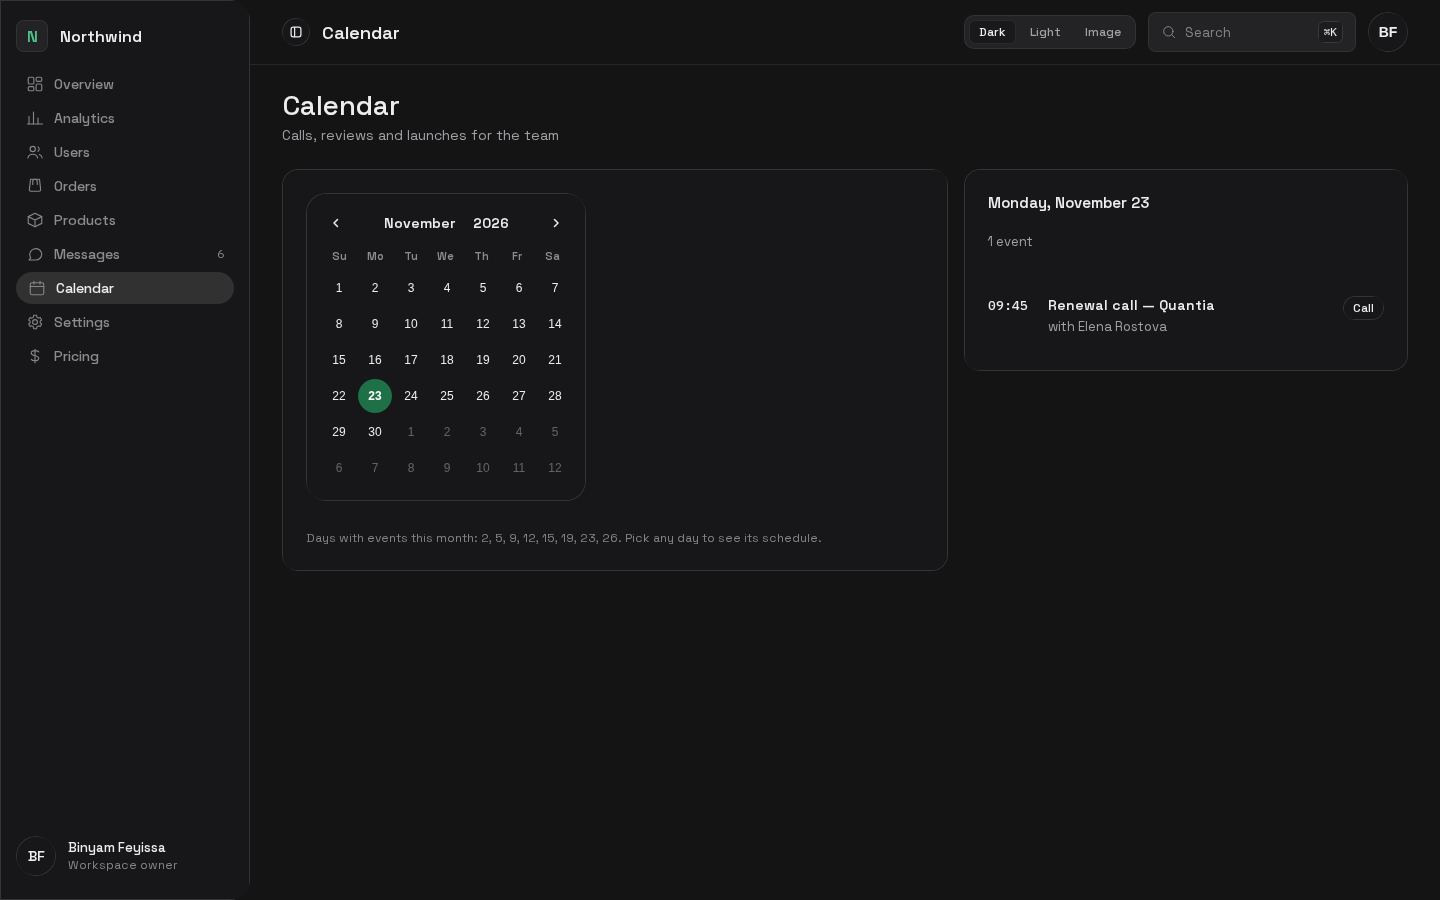 N Northwind
Overview
Analytics
Users
Orders
Products
Messages 6
Calendar
Settings
Pricing
BF
Binyam Feyissa
Workspace owner
Calendar
Dark Light Image
Search ⌘K
BF
Calendar
Calls, reviews and launches for the team
November 2026
Su Mo Tu We Th Fr Sa
1 2 3 4 5 6 7
8 9 10 11 12 13 14
15 16 17 18 19 20 21
22 23 24 25 26 27 28
29 30 1 2 3 4 5
6 7 8 9 10 11 12
Days with events this month: 2, 5, 9, 12, 15, 19, 23, 26. Pick any day to see its schedule.
Monday, November 23
1 event
09:45 Renewal call — Quantia Call
with Elena Rostova